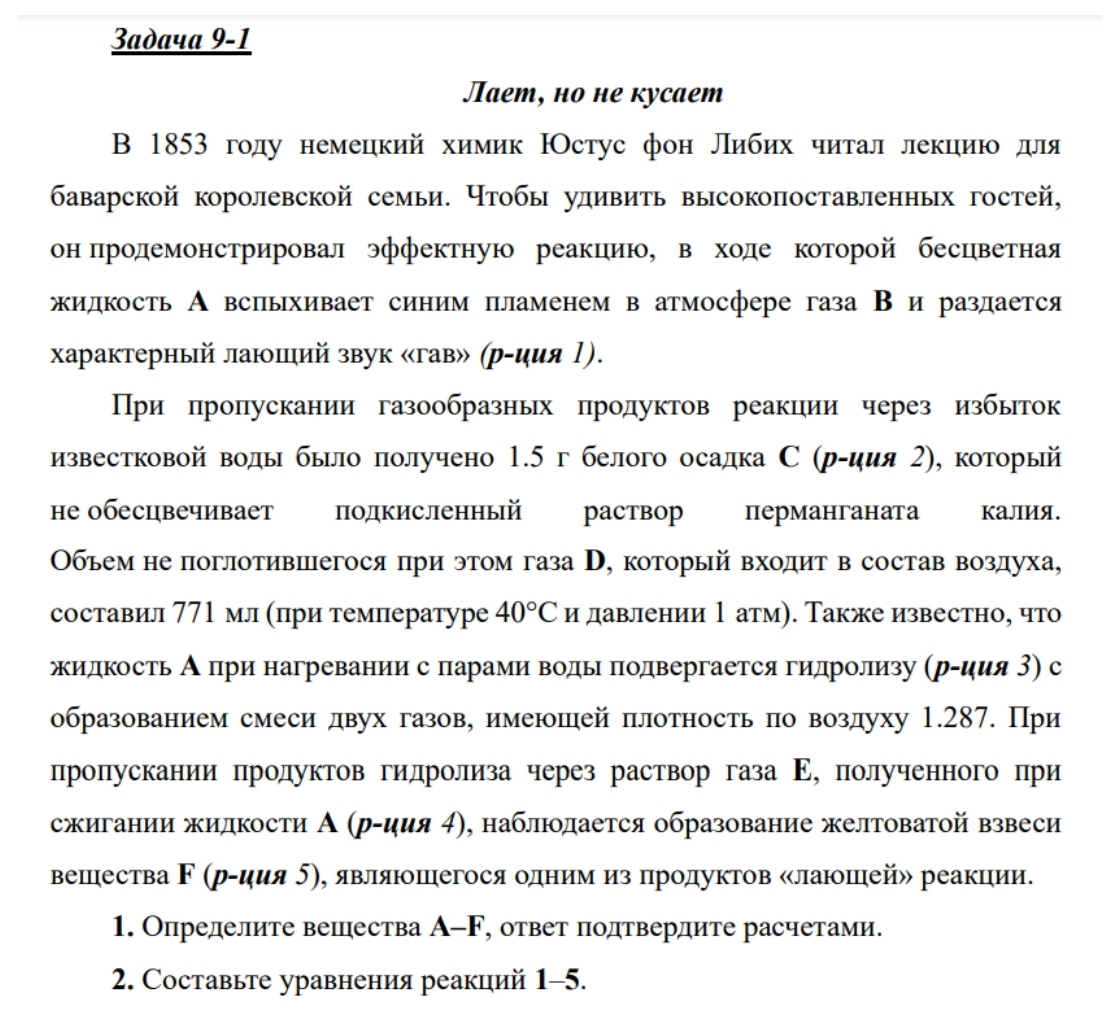 Задача 9-1
Лает, но не кусает
В 1853 году немецкий химик Юстус фон Либих читал лекцию для
баварской королевской семьи. Чтобы удивить высокопоставленных гостей,
он продемонстрировал эффектную реакцию, в ходе которой бесцветная
жидкость A вспыхивает синим пламенем в атмосфере газа B и раздается
характерный лающий звук «гав» (р-ция 1).
При пропускании газообразных продуктов реакции через избыток
известковой воды было получено 1.5 г белого осадка C (р-ция 2), который
не обесцвечивает подкисленный раствор перманганата калия.
Объем не поглотившегося при этом газа D, который входит в состав воздуха,
составил 771 мл (при температуре 40°C и давлении 1 атм). Также известно, что
жидкость A при нагревании с парами воды подвергается гидролизу (р-ция 3) с
образованием смеси двух газов, имеющей плотность по воздуху 1.287. При
пропускании продуктов гидролиза через раствор газа E, полученного при
сжигании жидкости A (р-ция 4), наблюдается образование желтоватой взвеси
вещества F (р-ция 5), являющегося одним из продуктов «лающей» реакции.
1. Определите вещества A–F, ответ подтвердите расчетами.
2. Составьте уравнения реакций 1–5.